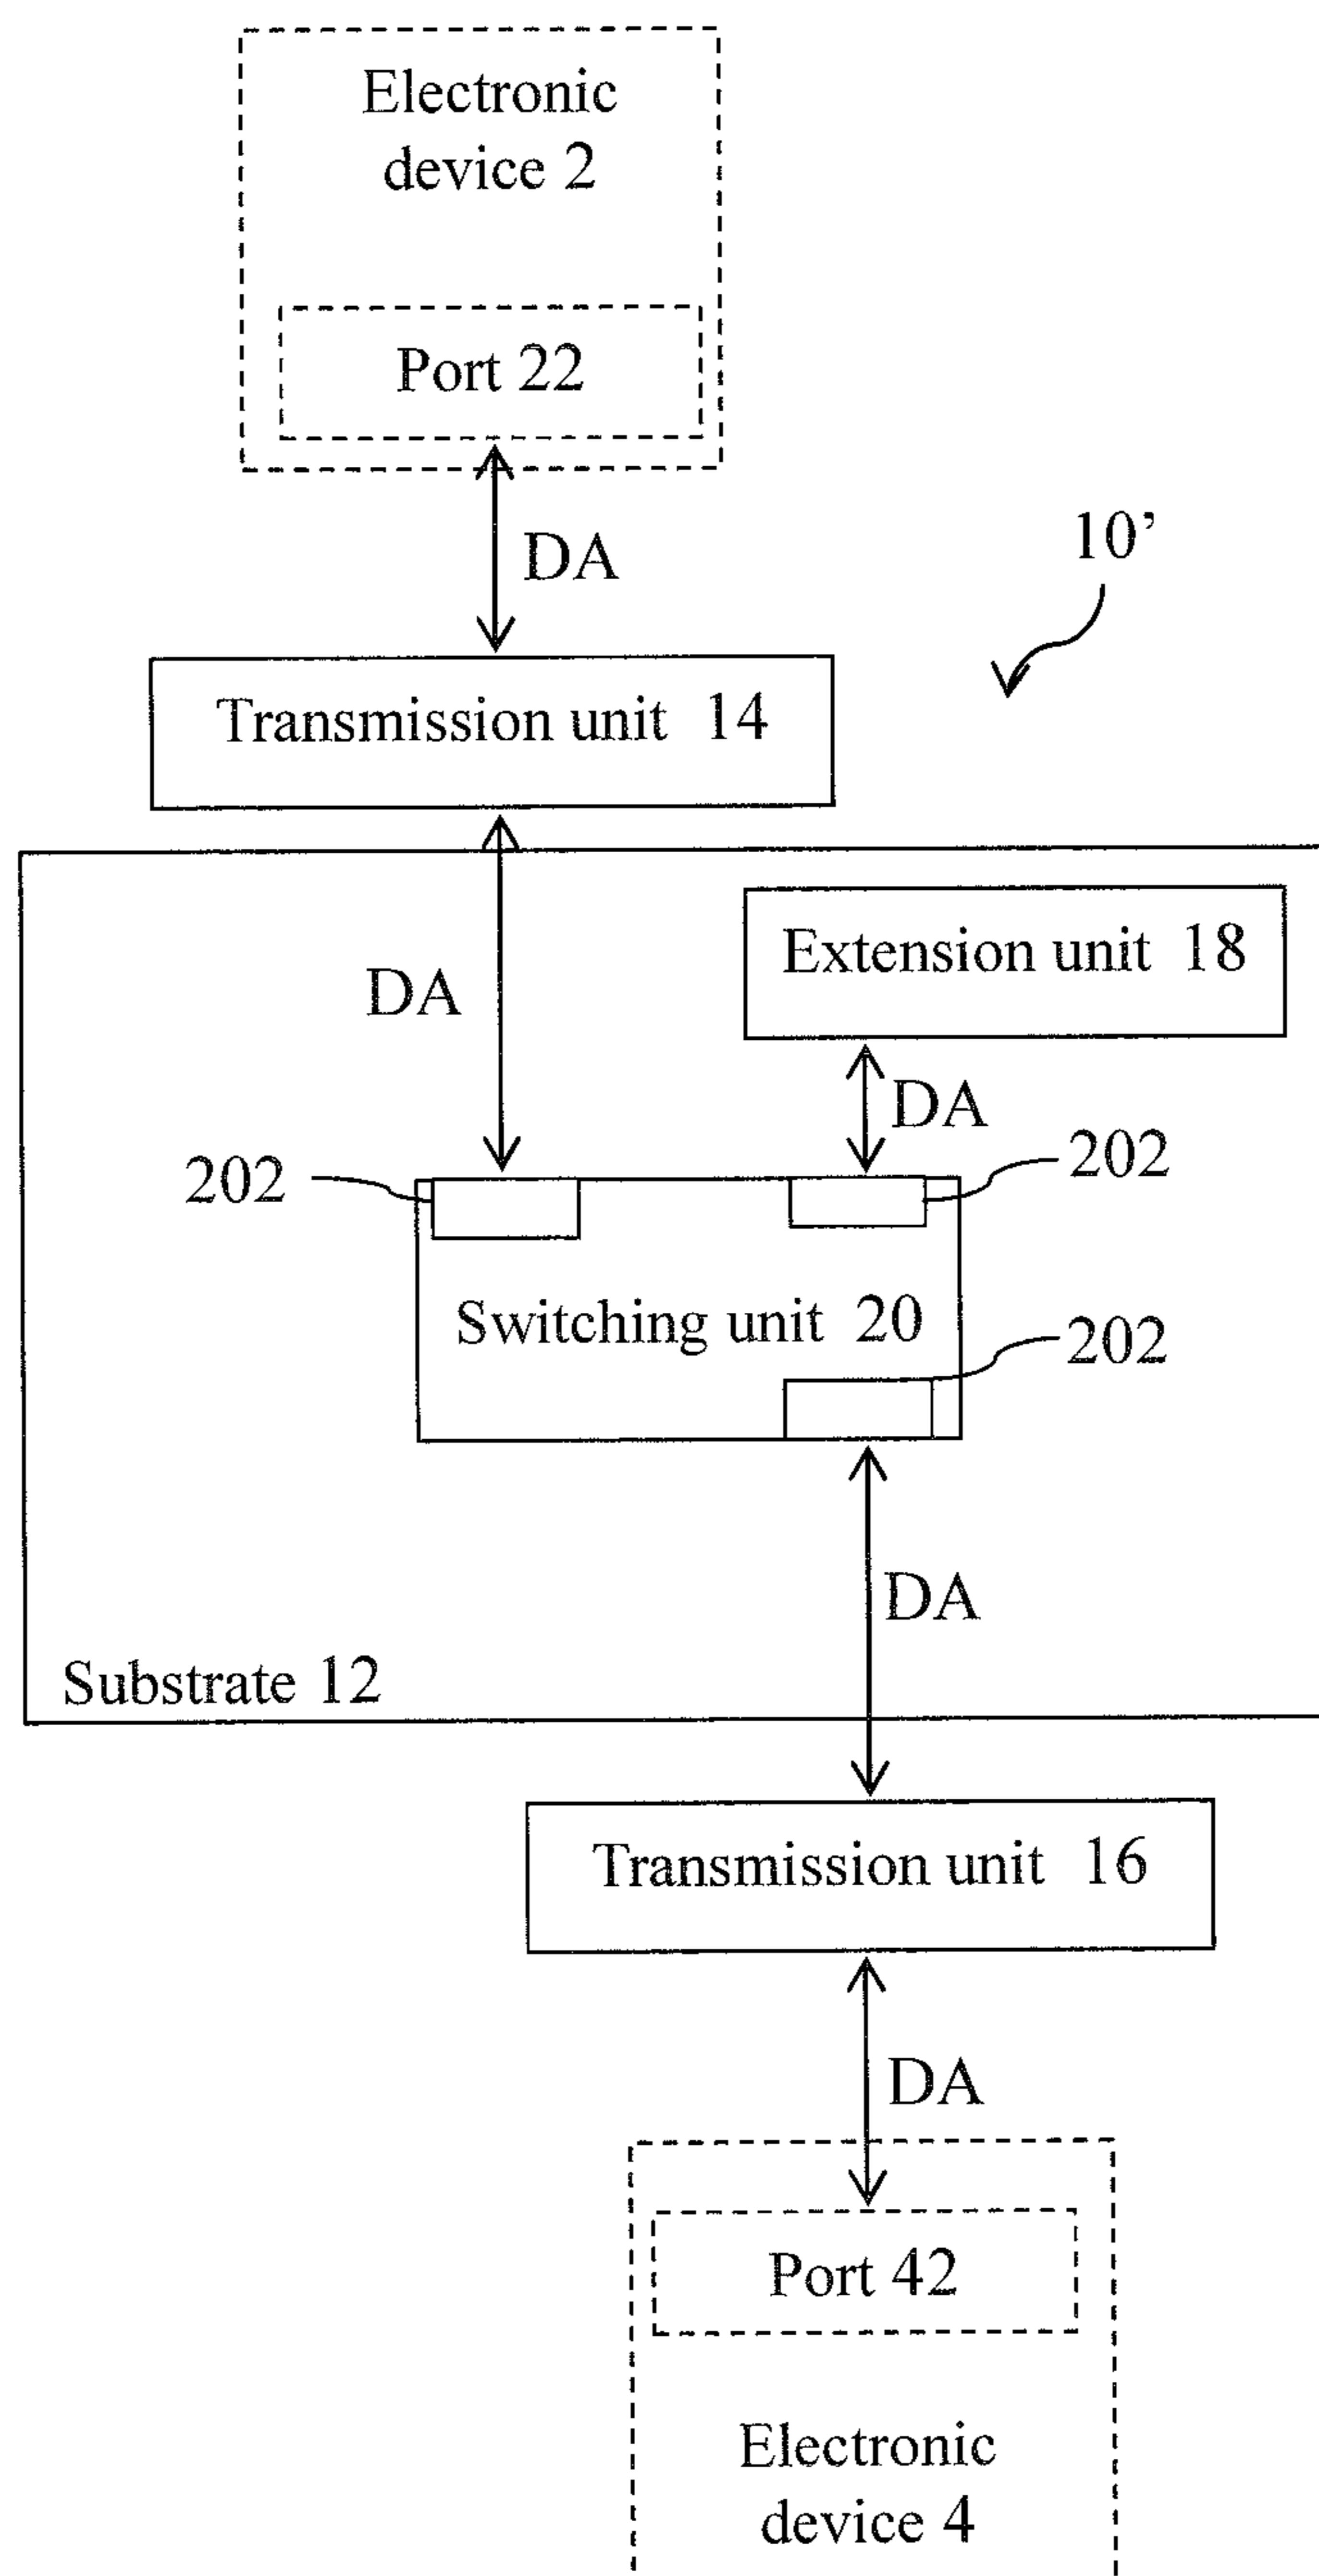 Electronic
device 2
Port 22
DA
10’
Transmission unit 14
Extension unit 18
DA
DA
202
202
Switching unit 20
202
DA
Substrate 12
Transmission unit 16
DA
Port 42
Electronic
device 4